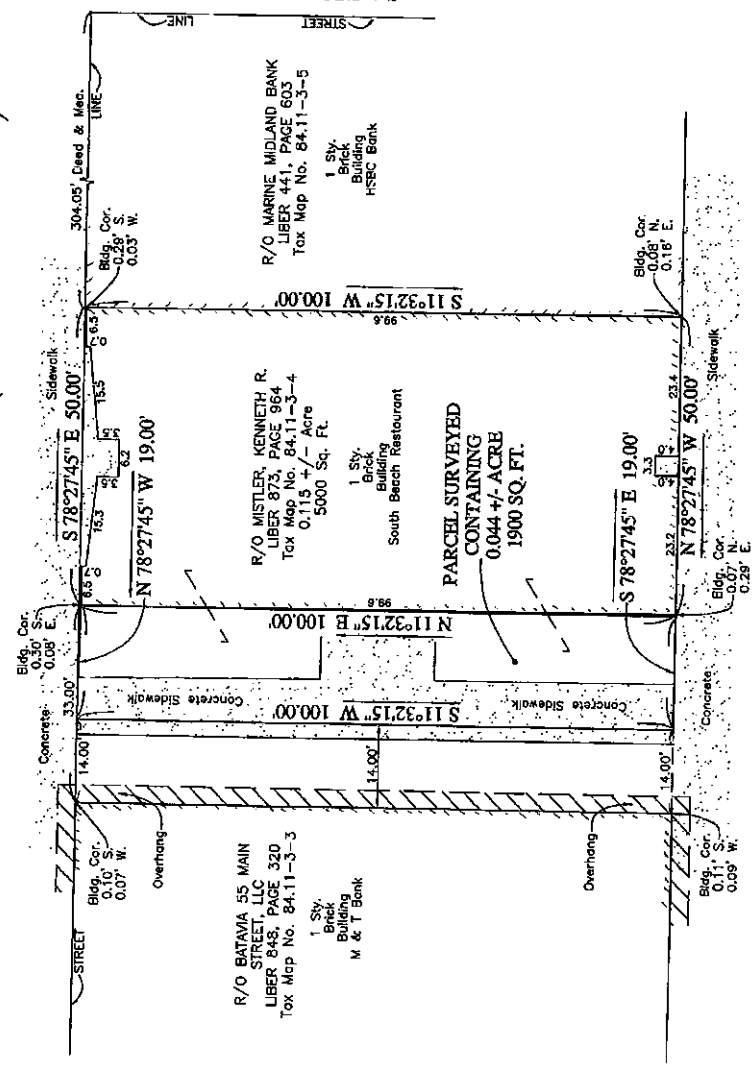 STREET
LINE
304.05' Deed & Mea.
LINE
Bldg. Cor.
0.29' S.
0.03' W.
R/O MARINE MIDLAND BANK
LIBER 441, PAGE 603
Tax Map No. 84.11-3-5
1 Sty.
Brick
Building
HSBC Bank
Bldg. Cor.
0.08' N.
0.16' E.
S 11°32'15" W 100.00'
99.6
Sidewalk
S 78°27'45" E 50.00'
6.5
0.7
15.5
6.2
15.3
0.7
6.5
N 78°27'45" W 19.00'
R/O MISTLER, KENNETH R.
LIBER 873, PAGE 964
Tax Map No. 84.11-3-4
0.115 +/- Acre
5000 Sq. Ft.
1 Sty.
Brick
Building
South Beach Restaurant
PARCEL SURVEYED
CONTAINING
0.044 +/- ACRE
1900 SQ. FT.
23.4
4.0
3.3
4.0
23.2
Sidewalk
N 78°27'45" W 50.00'
S 78°27'45" E 19.00'
Bldg. Cor.
0.07' N.
0.29' E.
99.6
N 11°32'15" E 100.00'
Bldg. Cor.
0.30' S.
0.08' E.
33.00'
Concrete
Concrete Sidewalk
Concrete Sidewalk
Concrete
S 11°32'15" W 100.00'
14.00'
14.00'
14.00'
Overhang
Overhang
Bldg. Cor.
0.10' S.
0.07' W.
Bldg. Cor.
0.11' S.
0.09' W.
STREET
R/O BATAVIA 55 MAIN
STREET, LLC
LIBER 848, PAGE 320
Tax Map No. 84.11-3-3
1 Sty.
Brick
Building
M & T Bank